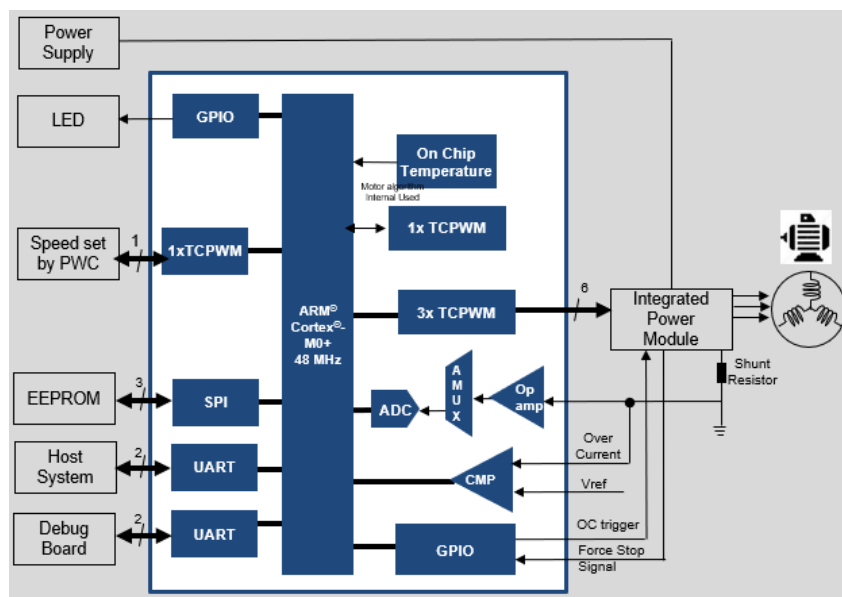 Power
Supply
LED
GPIO
On Chip
Temperature
Motor algorithm
Internal Used
1x TCPWM
Speed set
by PWC
1
1xTCPWM
ARM©
Cortex©-
M0+
48 MHz
3x TCPWM
6
Integrated
Power
Module
Shunt
Resistor
EEPROM
3
SPI
ADC
A
M
U
X
Op
amp
Host
System
2
UART
CMP
Over
Current
Vref
Debug
Board
2
UART
GPIO
OC trigger
Force Stop
Signal